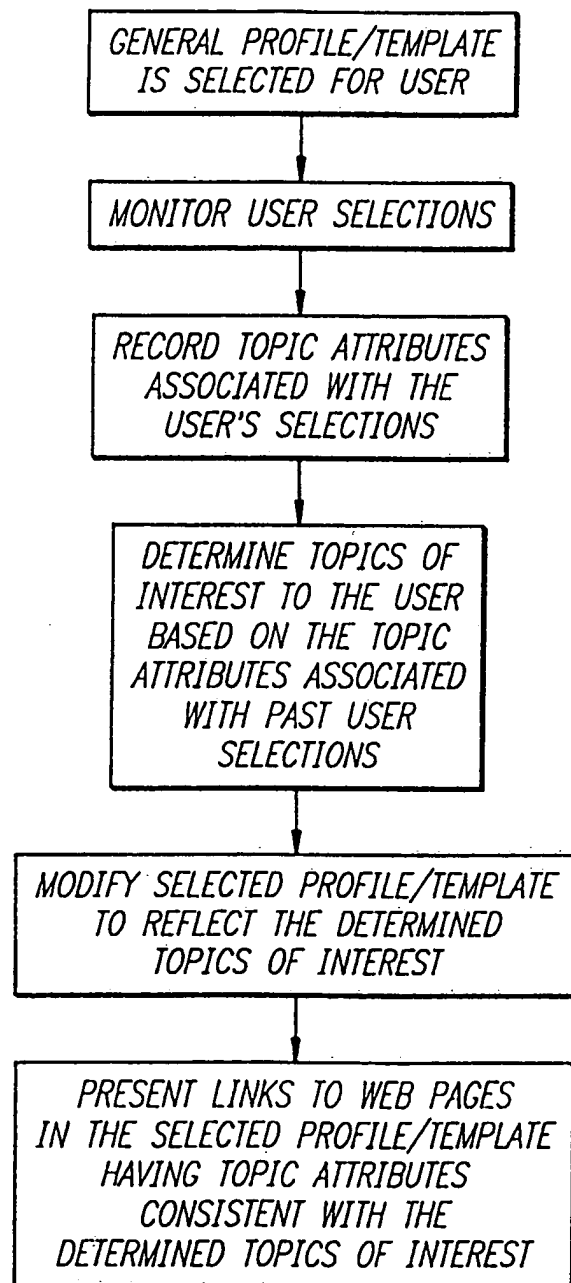 GENERAL PROFILE/TEMPLATE
IS SELECTED FOR USER
MONITOR USER SELECTIONS
RECORD TOPIC ATTRIBUTES
ASSOCIATED WITH THE
USER'S SELECTIONS
DETERMINE TOPICS OF
INTEREST TO THE USER
BASED ON THE TOPIC
ATTRIBUTES ASSOCIATED
WITH PAST USER
SELECTIONS
MODIFY SELECTED PROFILE/TEMPLATE
TO REFLECT THE DETERMINED
TOPICS OF INTEREST
PRESENT LINKS TO WEB PAGES
IN THE SELECTED PROFILE/TEMPLATE
HAVING TOPIC ATTRIBUTES
CONSISTENT WITH THE
DETERMINED TOPICS OF INTEREST